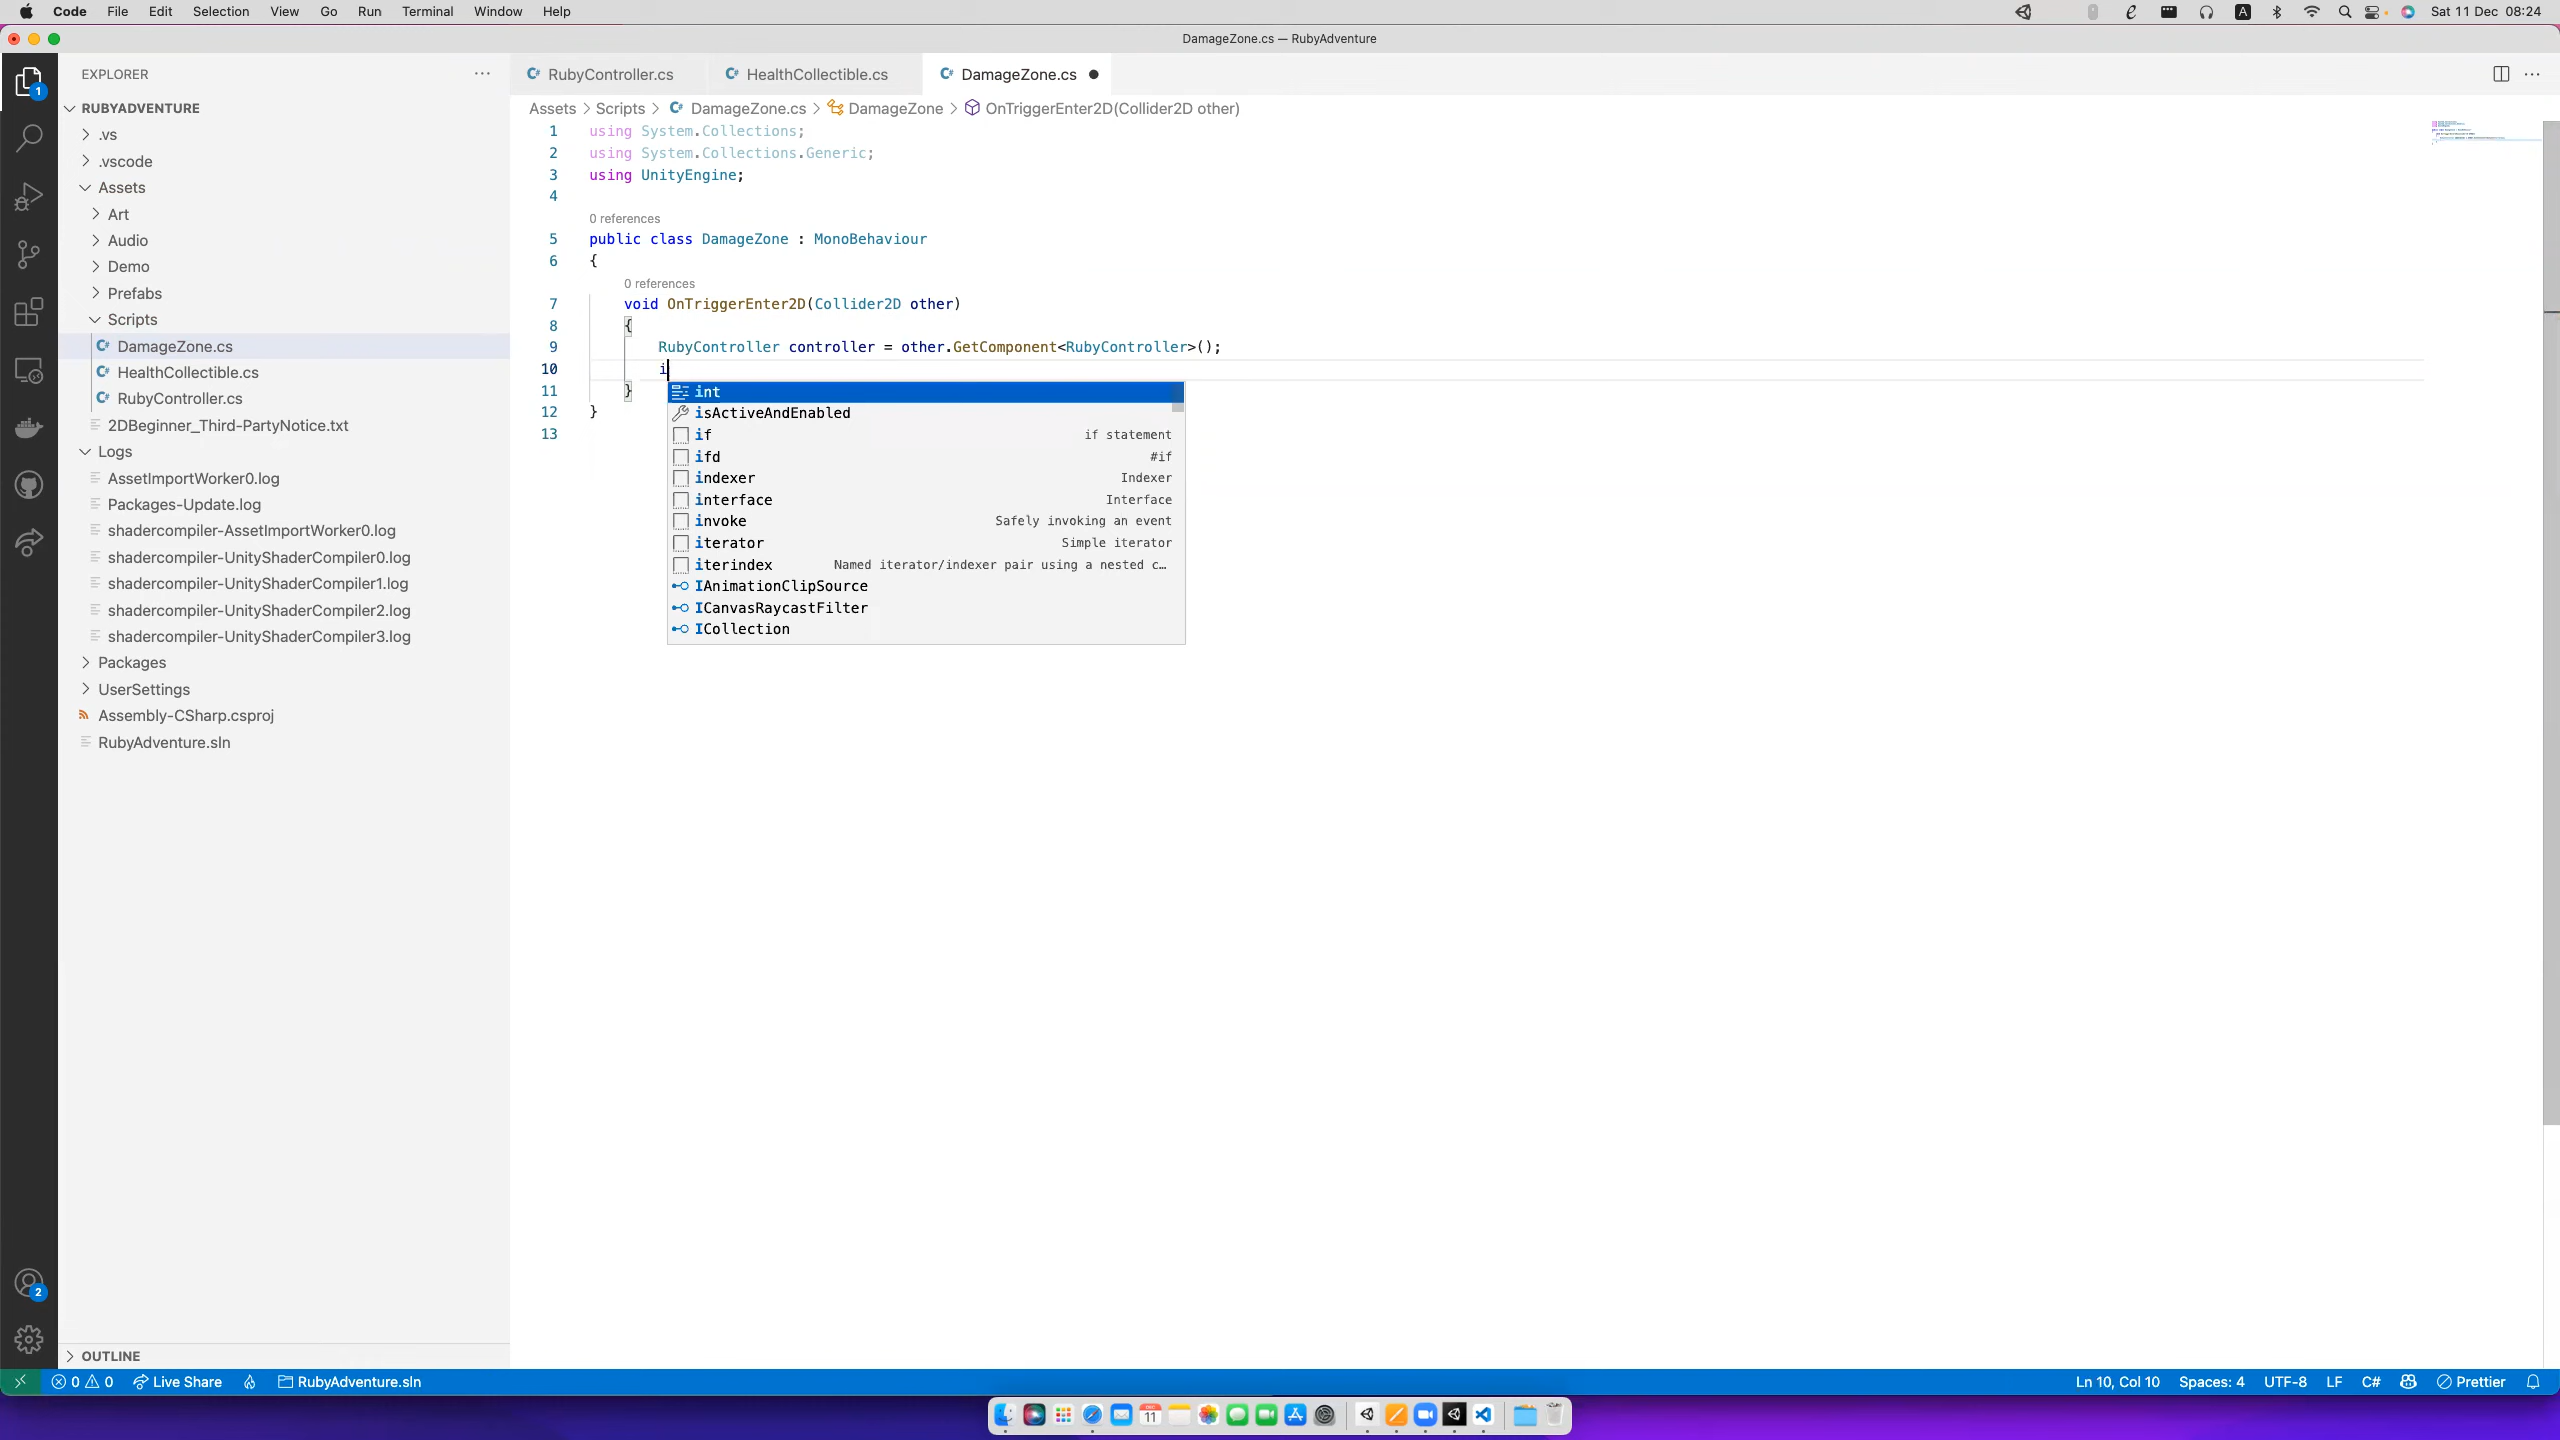 Code File Edit Selection View Go Run Terminal Window Help A Sat 11 Dec 08:24
DamageZone.cs — RubyAdventure
EXPLORER
1
RUBYADVENTURE
.vs
.vscode
Assets
Art
Audio
Demo
Prefabs
Scripts
DamageZone.cs
HealthCollectible.cs
RubyController.cs
2DBeginner_Third-PartyNotice.txt
Logs
AssetImportWorker0.log
Packages-Update.log
shadercompiler-AssetImportWorker0.log
shadercompiler-UnityShaderCompiler0.log
shadercompiler-UnityShaderCompiler1.log
shadercompiler-UnityShaderCompiler2.log
shadercompiler-UnityShaderCompiler3.log
Packages
UserSettings
Assembly-CSharp.csproj
RubyAdventure.sln
2
OUTLINE
RubyController.cs HealthCollectible.cs DamageZone.cs
Assets > Scripts > DamageZone.cs > DamageZone > OnTriggerEnter2D(Collider2D other)
1 using System.Collections;
2 using System.Collections.Generic;
3 using UnityEngine;
4
0 references
5 public class DamageZone : MonoBehaviour
6 {
0 references
7 void OnTriggerEnter2D(Collider2D other)
8 {
9 RubyController controller = other.GetComponent<RubyController>();
10 i
11 }
12 }
13
int
isActiveAndEnabled
if if statement
ifd #if
indexer Indexer
interface Interface
invoke Safely invoking an event
iterator Simple iterator
iterindex Named iterator/indexer pair using a nested c…
IAnimationClipSource
ICanvasRaycastFilter
ICollection
0 0 Live Share RubyAdventure.sln Ln 10, Col 10 Spaces: 4 UTF-8 LF C# Prettier
11